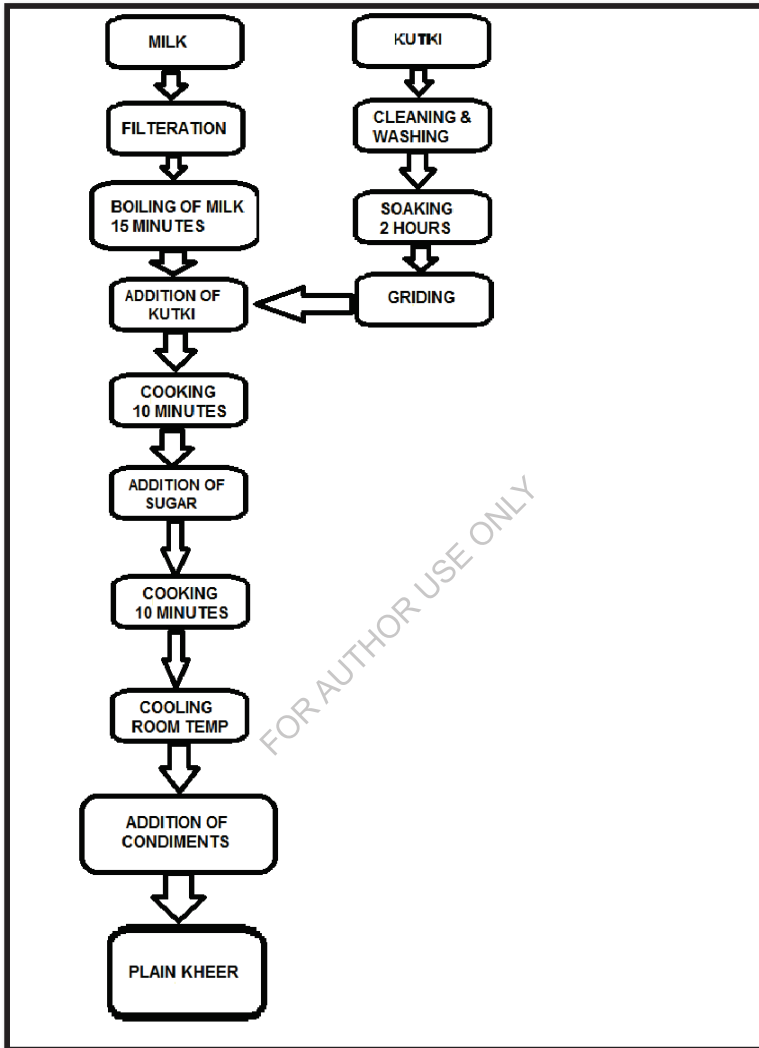 MILK
FILTERATION
BOILING OF MILK
15 MINUTES
ADDITION OF
KUTKI
COOKING
10 MINUTES
ADDITION OF
SUGAR
COOKING
10 MINUTES
COOLING
ROOM TEMP
ADDITION OF
CONDIMENTS
PLAIN KHEER
KUTKI
CLEANING &
WASHING
SOAKING
2 HOURS
GRIDING
FOR AUTHOR USE ONLY